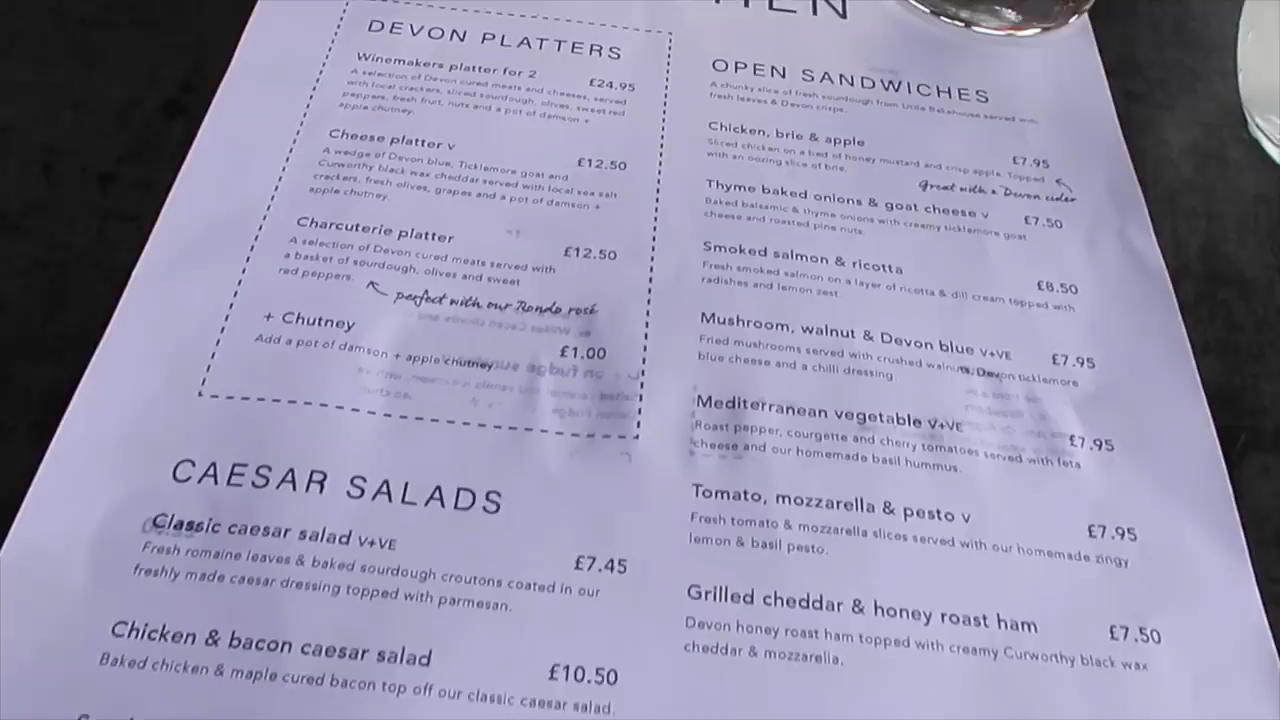 HEN
DEVON PLATTERS
Winemakers platter for 2
£24.95
A selection of Devon cured meats and cheeses, served
with local crackers, sliced sourdough, olives, sweet red
peppers, fresh fruit, nuts and a pot of damson +
apple chutney.
Cheese platter v
£12.50
A wedge of Devon blue, Ticklemore goat and
Curworthy black wax cheddar served with local sea salt
crackers, fresh olives, grapes and a pot of damson +
apple chutney.
Charcuterie platter
£12.50
A selection of Devon cured meats served with
a basket of sourdough, olives and sweet
red peppers.
perfect with our Rondo rosé
+ Chutney
£1.00
Add a pot of damson + apple chutney
CAESAR SALADS
Classic caesar salad V+VE
£7.45
Fresh romaine leaves & baked sourdough croutons coated in our
freshly made caesar dressing topped with parmesan.
Chicken & bacon caesar salad
£10.50
Baked chicken & maple cured bacon top off our classic caesar salad.
OPEN SANDWICHES
A chunky slice of fresh sourdough from Bakehouse served with
fresh leaves & Devon crisps.
Chicken, brie & apple
£7.95
Sliced chicken on a bed of honey mustard and crisp apple. Topped
with an oozing slice of brie.
Great with a Devon cider
Thyme baked onions & goat cheese v
£7.50
Baked balsamic & thyme onions with creamy ticklemore goat
cheese and roasted pine nuts.
Smoked salmon & ricotta
£8.50
Fresh smoked salmon on a layer of ricotta & dill cream topped with
radishes and lemon zest.
Mushroom, walnut & Devon blue V+VE
£7.95
Fried mushrooms served with crushed walnuts, Devon ticklemore
blue cheese and a chilli dressing
Mediterranean vegetable V+VE
£7.95
Roast pepper, courgette and cherry tomatoes served with feta
cheese and our homemade basil hummus.
Tomato, mozzarella & pesto v
£7.95
Fresh tomato & mozzarella slices served with our homemade zingy
lemon & basil pesto.
Grilled cheddar & honey roast ham
£7.50
Devon honey roast ham topped with creamy Curworthy black wax
cheddar & mozzarella.